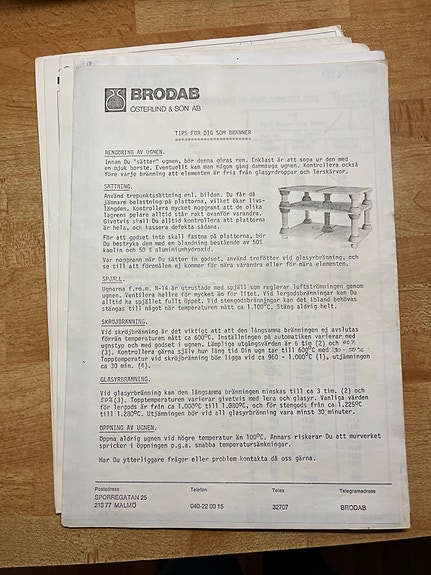 BRODAB
ÖSTERLIND & SON AB
TIPS FÖR DIG SOM BRÄNNER
RENGÖRING AV UGNEN.
Innan Du "sätter" ugnen, bör denna göras ren. Enklast är att sopa ur den med
en mjuk borste. Eventuellt kan man någon gång dammsuga ugnen. Kontrollera också
före varje bränning att elementen är fria från glasyrdroppar och lerskärvor.
SÄTTNING.
Använd trepunktssättning enl. bilden. Du får då
jämnare belastning på plattorna, vilket ökar livs-
längden. Kontrollera mycket noggrant att de olika
lagrens pelare alltid står rakt ovanför varandra.
Givetvis skall Du alltid kontrollera att plattorna
är hela, och kassera defekta sådana.
För att godset inte skall fastna på plattorna, bör
Du bestryka dem med en blandning bestående av 50%
kaolin och 50 % aluminiumhydroxid.
Var noggrann när Du sätter in godset, använd trefötter vid glasyrbränning, och
se till att föremålen ej kommer för nära varandra eller för nära elementen.
SPJÄLL.
Ugnarna f.r.o.m. N-14 är utrustade med spjäll som reglerar luftströmningen genom
ugnen. Ventilera hellre för mycket än för litet. Vid lergodsbränningar kan Du
alltid ha spjället fullt öppet. Vid stengodsbränningar kan det ibland behöva
stängas till något när temperaturen nått ca 1.100°C. Stäng aldrig helt.
SKRÖJBRÄNNING.
Vid skröjbränning är det viktigt att den långsamma bränningen ej avslutas
förrän temperaturen nått ca 600°C. Inställningen på automatiken varierar med
ugnstyp och med godset i ugnen. Lämpliga utgångsvärden är 6 tim (2) och
(3). Kontrollera gärna själv hur lång tid Din ugn tar till 600°C med
Topptemperatur vid skröjbränning bör ligga vid ca 960 - 1.000°C (1), utjämningen
ca 30 min. (4).
GLASYRBRÄNNING.
Vid glasyrbränning kan den långsamma bränningen minskas till ca 3 tim. (2) och
(3). Topptemperaturen varierar givetvis med lera och glasyr. Vanliga värden
för lergods är från ca 1.000°C till 1.080°C, och för stengods från ca 1.225°C
till 1.280°C. Utjämningen bör vid all glasyrbränning vara minst 30 minuter.
ÖPPNING AV UGNEN.
Öppna aldrig ugnen vid högre temperatur än 100°C. Annars riskerar Du att murverket
spricker i öppningen p.g.a. snabba temperatursänkningar.
Har Du ytterligare frågor eller problem kontakta då oss gärna.
Postadress Telefon Telex Telegramadress
SPORREGATAN 25
213 77 MALMÖ 040-22 00 15 32707 BRODAB